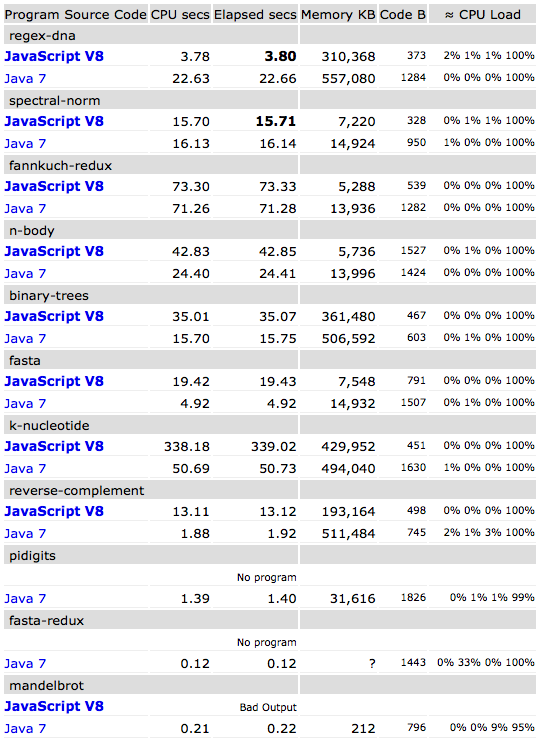 Program Source Code CPU secs Elapsed secs Memory KB Code B ≈ CPU Load
regex-dna
JavaScript V8 3.78 3.80 310,368 373 2% 1% 1% 100%
Java 7 22.63 22.66 557,080 1284 0% 0% 0% 100%
spectral-norm
JavaScript V8 15.70 15.71 7,220 328 0% 1% 1% 100%
Java 7 16.13 16.14 14,924 950 1% 0% 0% 100%
fannkuch-redux
JavaScript V8 73.30 73.33 5,288 539 0% 0% 0% 100%
Java 7 71.26 71.28 13,936 1282 0% 0% 0% 100%
n-body
JavaScript V8 42.83 42.85 5,736 1527 0% 1% 0% 100%
Java 7 24.40 24.41 13,996 1424 0% 0% 0% 100%
binary-trees
JavaScript V8 35.01 35.07 361,480 467 0% 0% 0% 100%
Java 7 15.70 15.75 506,592 603 0% 1% 0% 100%
fasta
JavaScript V8 19.42 19.43 7,548 791 0% 0% 0% 100%
Java 7 4.92 4.92 14,932 1507 0% 1% 0% 100%
k-nucleotide
JavaScript V8 338.18 339.02 429,952 451 0% 0% 0% 100%
Java 7 50.69 50.73 494,040 1630 1% 0% 0% 100%
reverse-complement
JavaScript V8 13.11 13.12 193,164 498 0% 0% 0% 100%
Java 7 1.88 1.92 511,484 745 2% 1% 3% 100%
pidigits
No program
Java 7 1.39 1.40 31,616 1826 0% 1% 1% 99%
fasta-redux
No program
Java 7 0.12 0.12 ? 1443 0% 33% 0% 100%
mandelbrot
JavaScript V8 Bad Output
Java 7 0.21 0.22 212 796 0% 0% 9% 95%